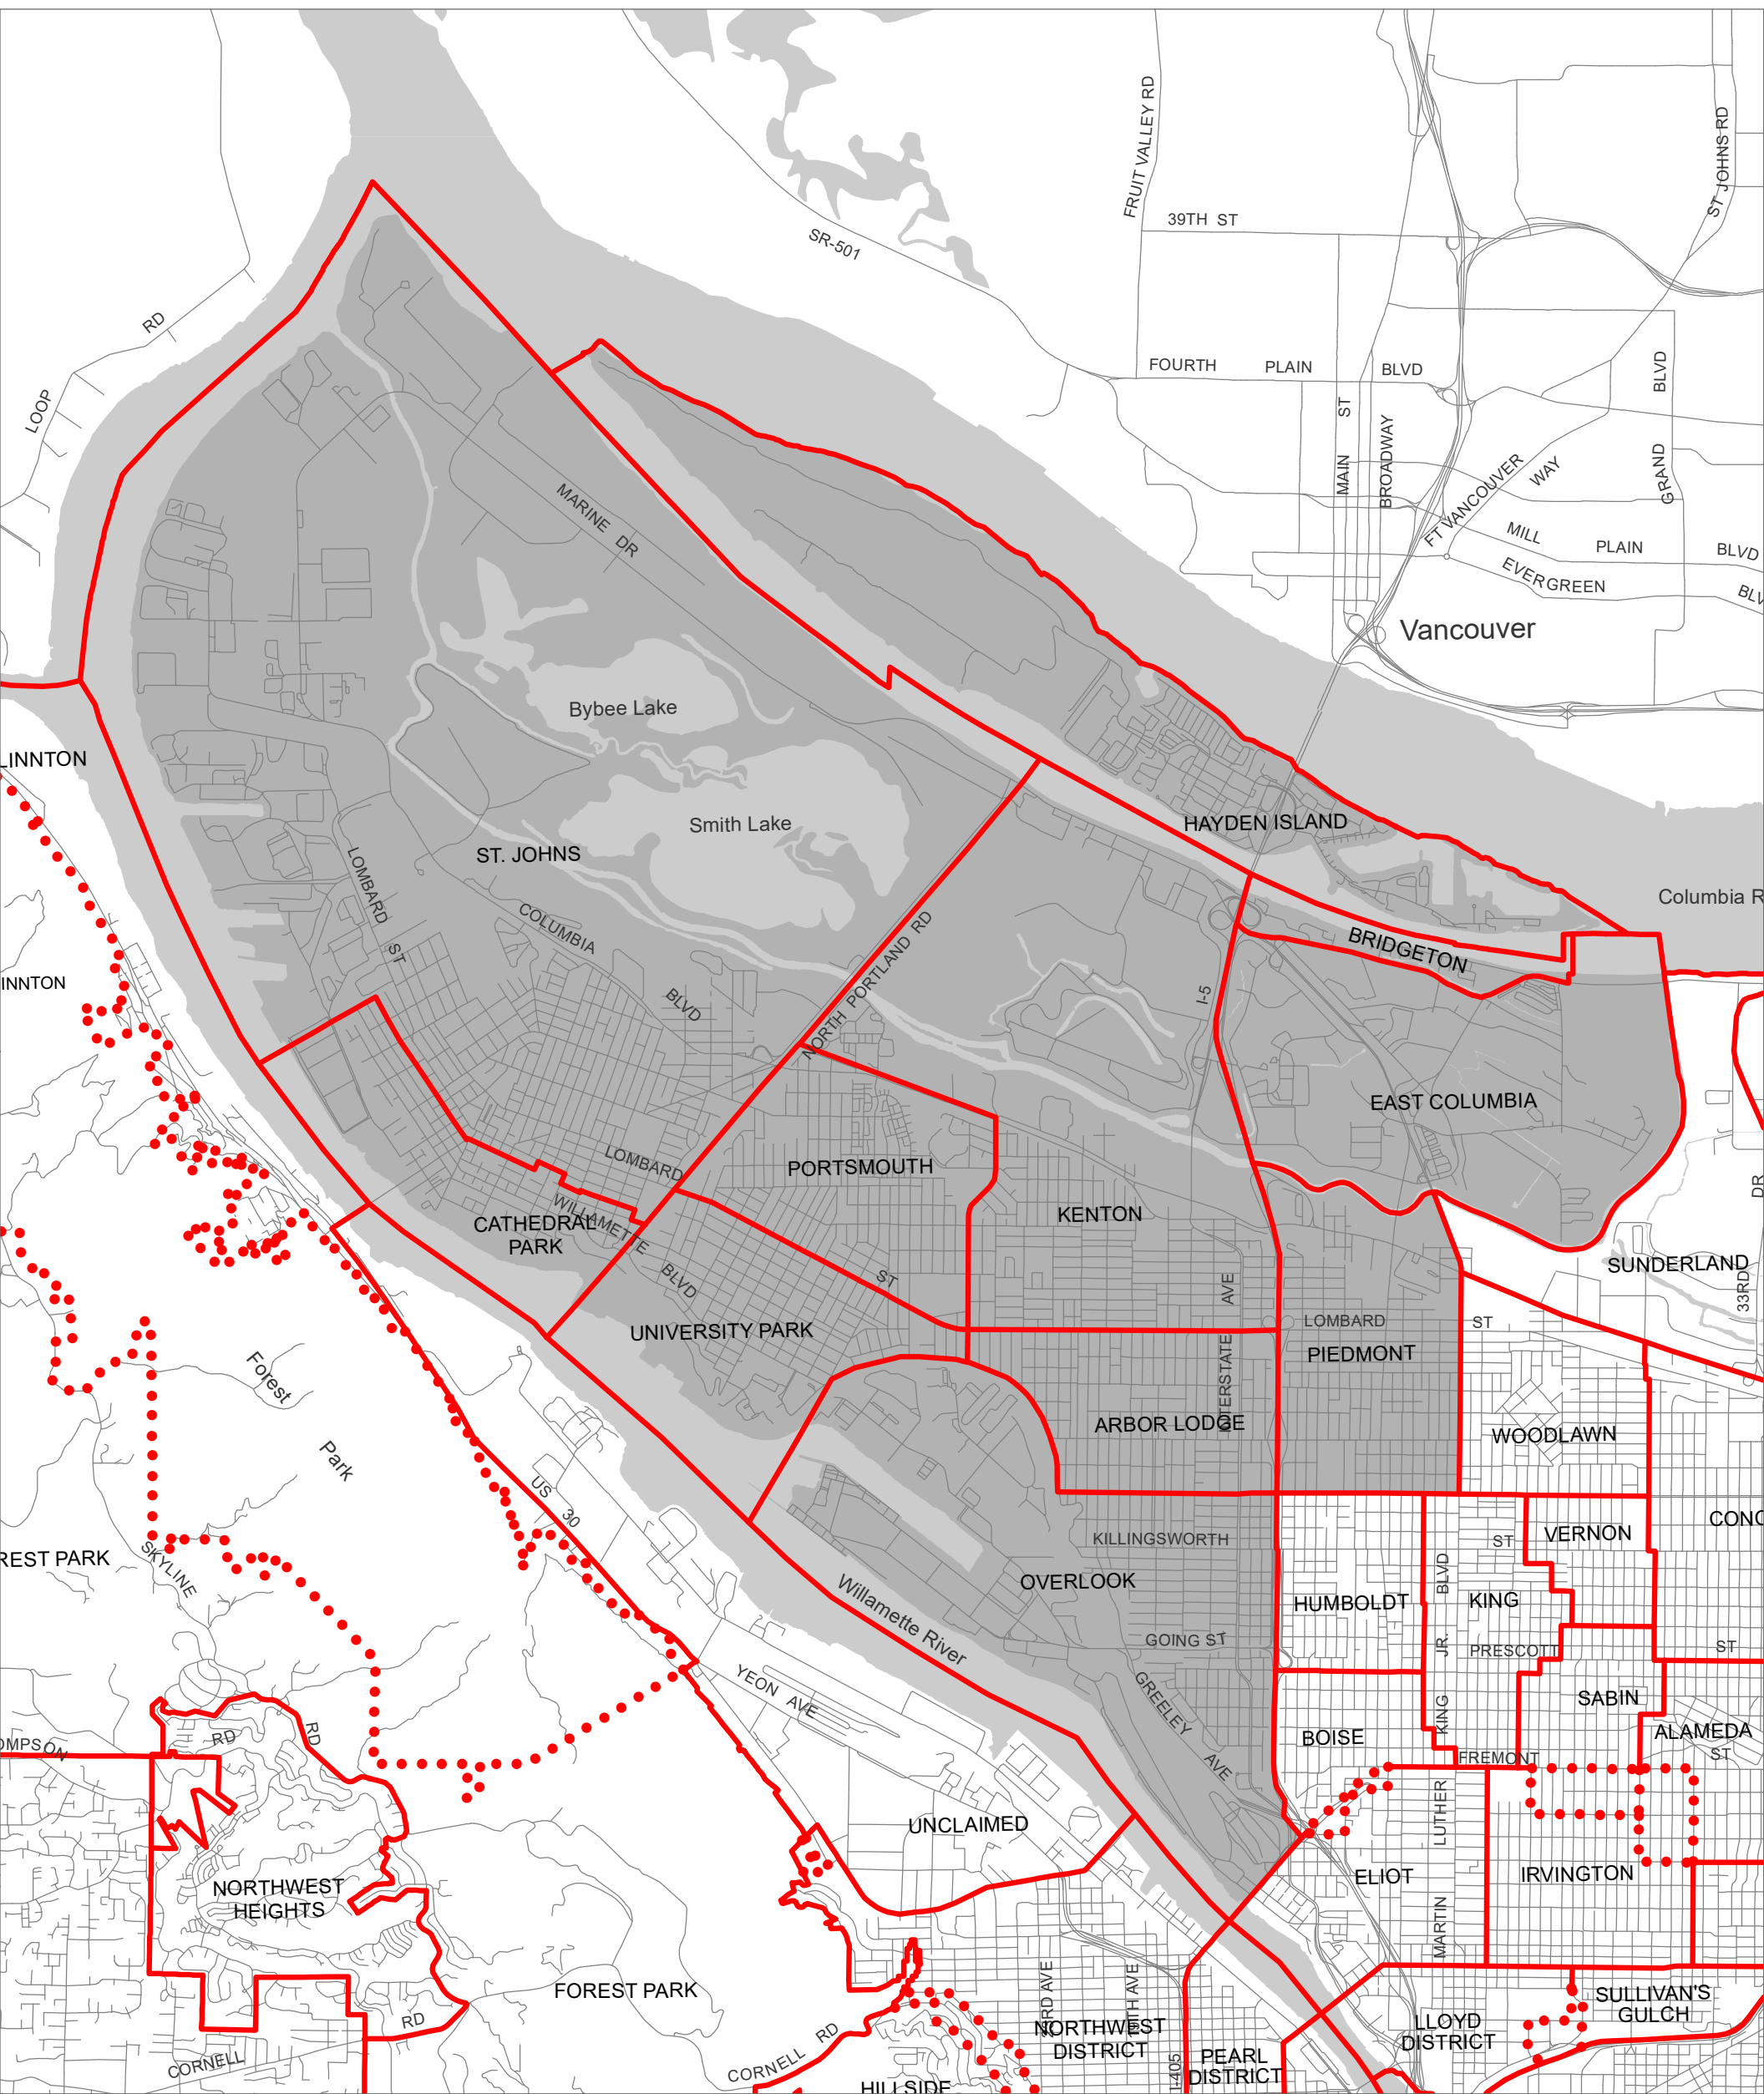 FRUIT VALLEY RD
ST JOHNS RD
39TH ST
SR-501
RD
LOOP
FOURTH PLAIN BLVD
BLVD
GRAND
MAIN ST
BROADWAY
FT VANCOUVER WAY
MILL PLAIN BLVD
EVERGREEN BLV
Vancouver
MARINE DR
Bybee Lake
LINNTON
Smith Lake
HAYDEN ISLAND
ST. JOHNS
LOMBARD ST
COLUMBIA BLVD
Columbia R
BRIDGETON
NORTH PORTLAND RD
I-5
INNTON
EAST COLUMBIA
LOMBARD
PORTSMOUTH
DR
WILLAMETTE BLVD
CATHEDRAL
PARK
KENTON
SUNDERLAND
33RD
ST
AVE
INTERSTATE
LOMBARD ST
UNIVERSITY PARK
PIEDMONT
Forest
Park
ARBOR LODGE
WOODLAWN
US 30
CONC
VERNON
KILLINGSWORTH ST
REST PARK
SKYLINE
OVERLOOK
BLVD
HUMBOLDT
KING
Willamette River
GOING ST
JR.
PRESCOTT ST
YEON AVE
GREELEY AVE
SABIN
KING
ALAMEDA
BOISE
FREMONT ST
RD
RD
OMPSON
LUTHER
UNCLAIMED
ELIOT
IRVINGTON
NORTHWEST
HEIGHTS
MARTIN
FOREST PARK
SULLIVAN'S
GULCH
RD
CORNELL
CORNELL RD
NORTHWEST
DISTRICT
LLOYD
DISTRICT
PEARL
DISTRICT
I-405
HILLSIDE